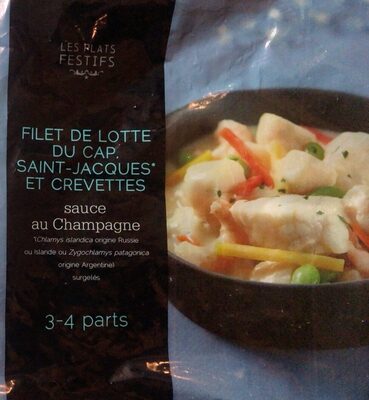 LES PLATS
FESTIFS
FILET DE LOTTE
DU CAP,
SAINT-JACQUES*
ET CREVETTES
sauce
au Champagne
*(Chlamys islandica origine Russie
ou Islande ou Zygochlamys patagonica
origine Argentine)
surgelés
3-4 parts